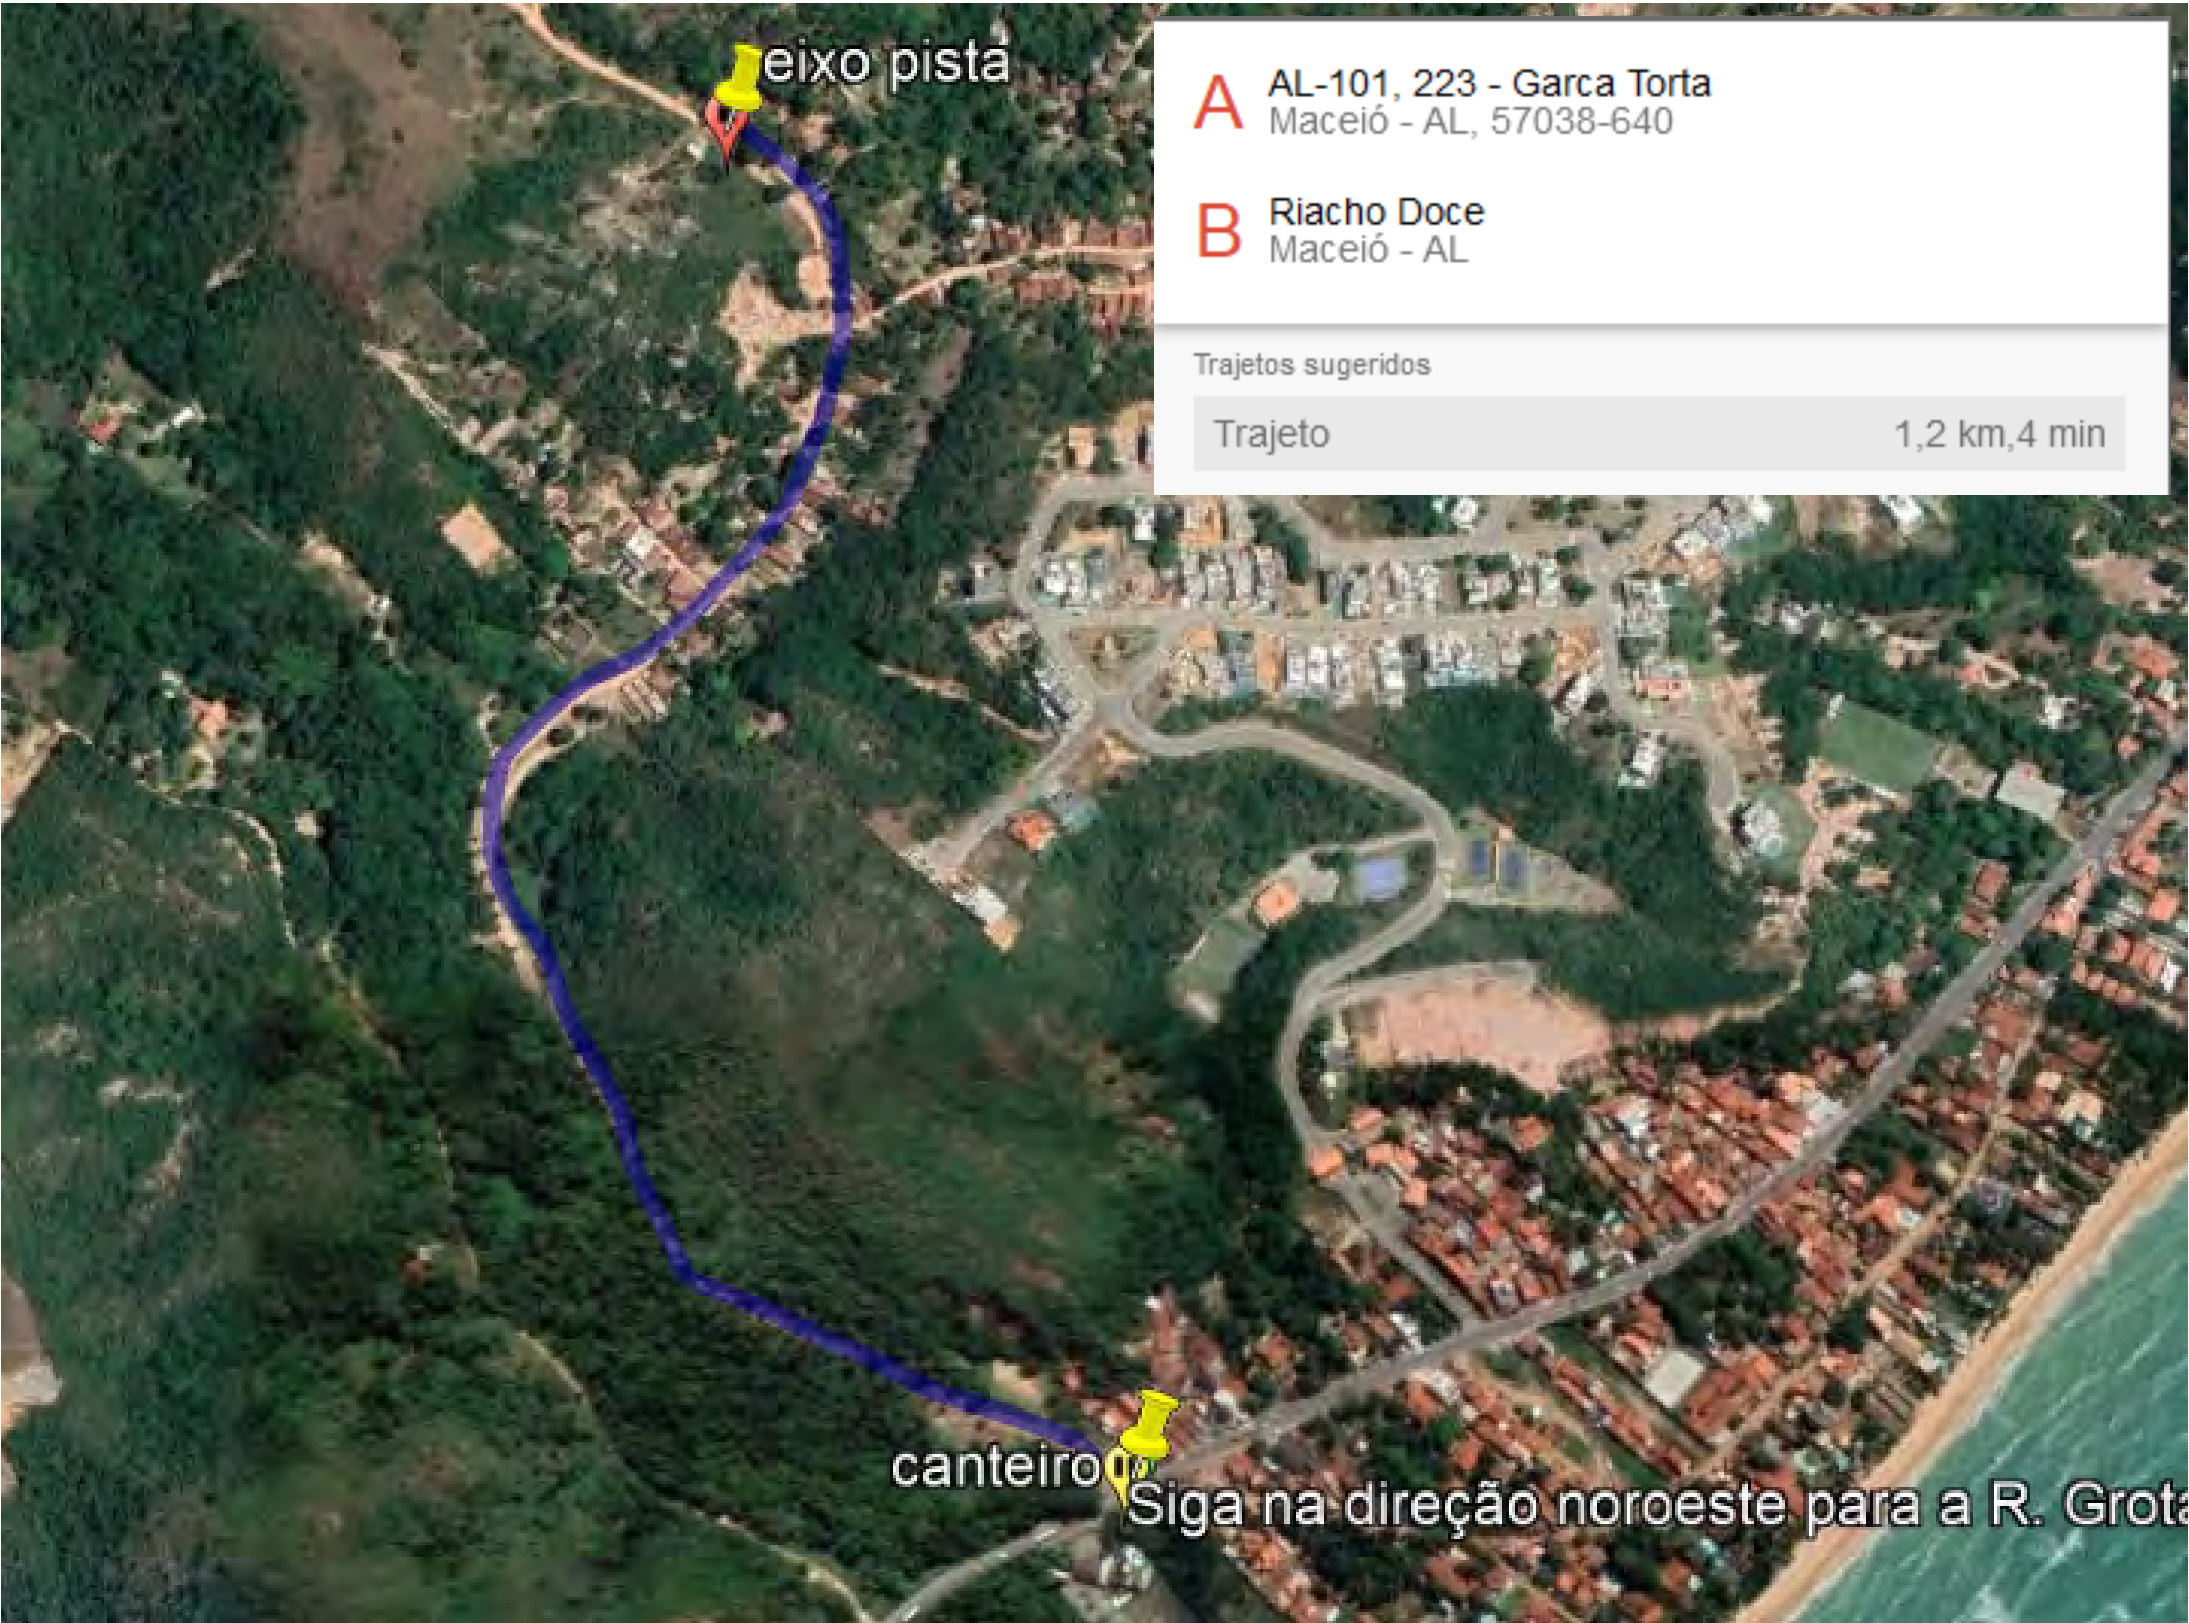 eixo pista
A
AL-101, 223 - Garca Torta
Maceió - AL, 57038-640
B
Riacho Doce
Maceió - AL
Trajetos sugeridos
Trajeto 1,2 km,4 min
canteiro
Siga na direção noroeste para a R. Grota